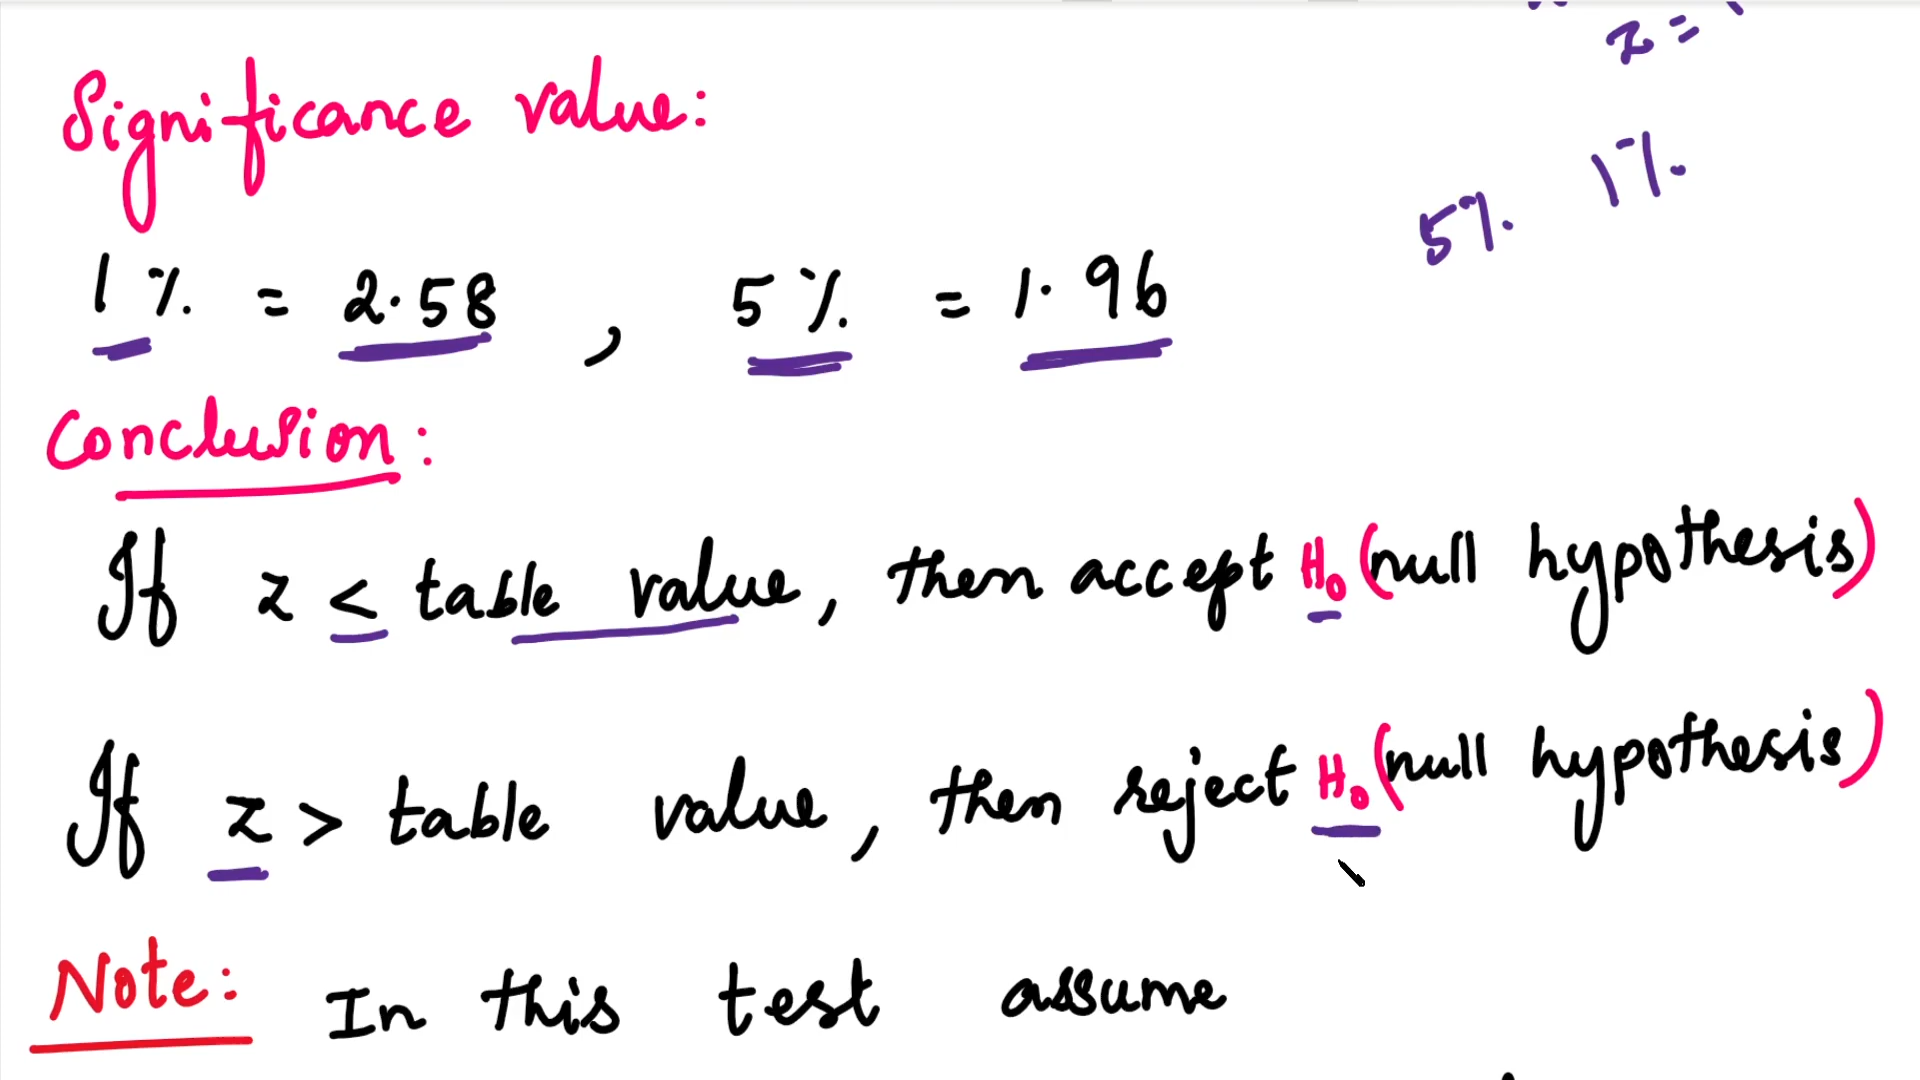 z =
Significance value:
5% 1%
1% = 2.58 , 5% = 1.96
Conclusion:
If z ≤ table value, then accept H₀ (null hypothesis)
If z > table value, then reject H₀ (null hypothesis)
Note: In this test assume